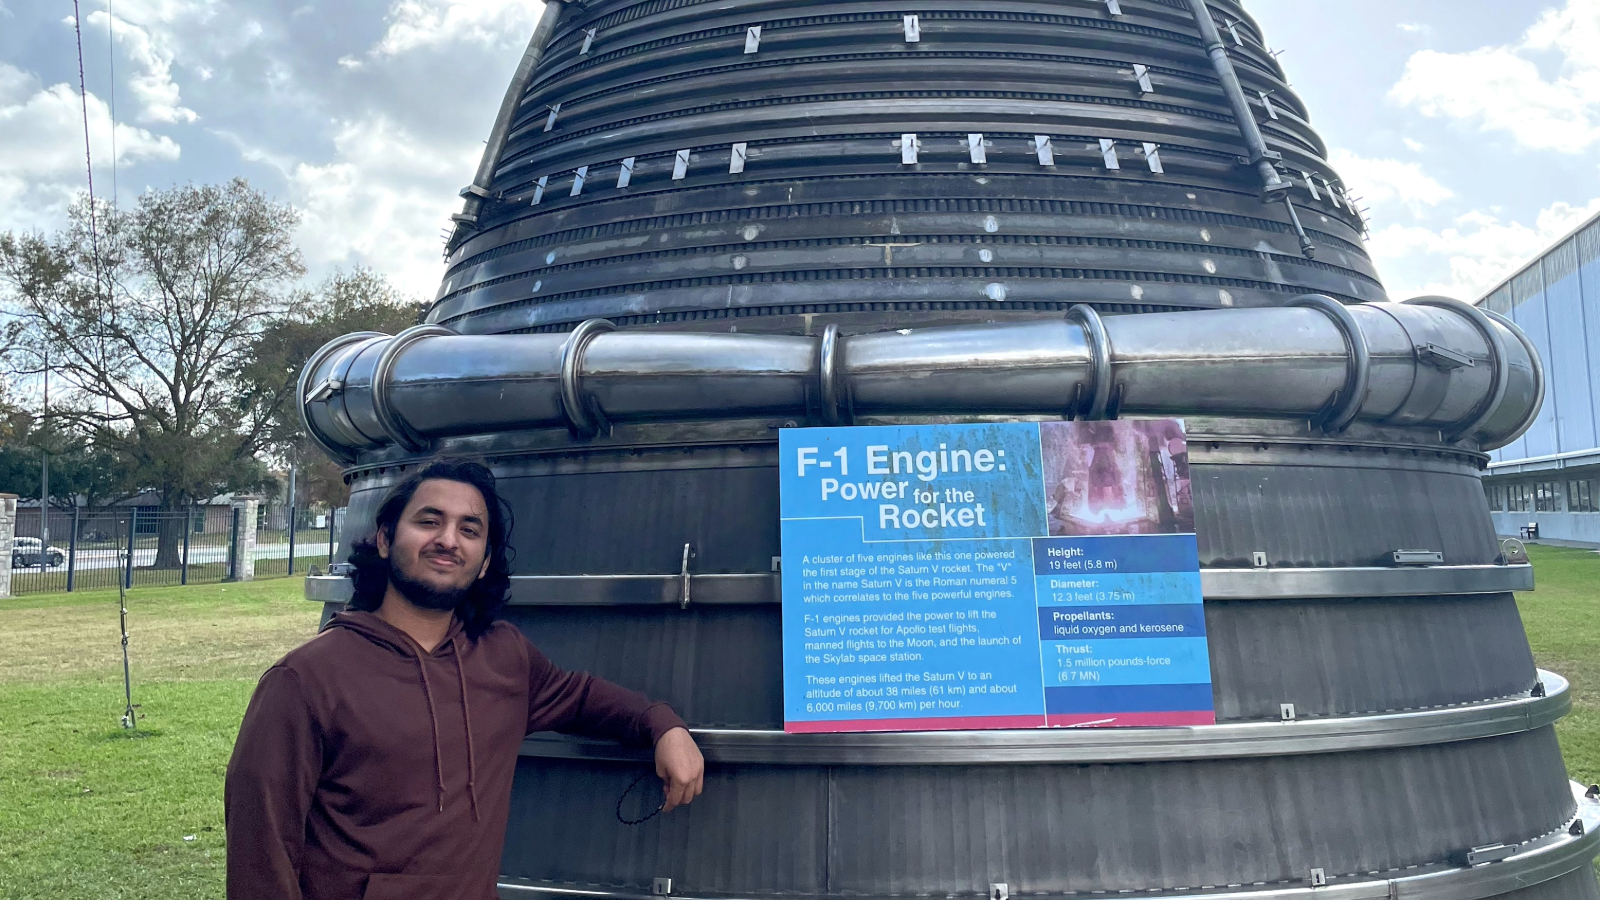 F-1 Engine:
Power for the
Rocket
A cluster of five engines like this one powered
the first stage of the Saturn V rocket. The "V"
in the name Saturn V is the Roman numeral 5
which correlates to the five powerful engines.
F-1 engines provided the power to lift the
Saturn V rocket for Apollo test flights,
manned flights to the Moon, and the launch of
the Skylab space station.
These engines lifted the Saturn V to an
altitude of about 38 miles (61 km) and about
6,000 miles (9,700 km) per hour.
Height:
19 feet (5.8 m)
Diameter:
12.3 feet (3.75 m)
Propellants:
liquid oxygen and kerosene
Thrust:
1.5 million pounds-force
(6.7 MN)